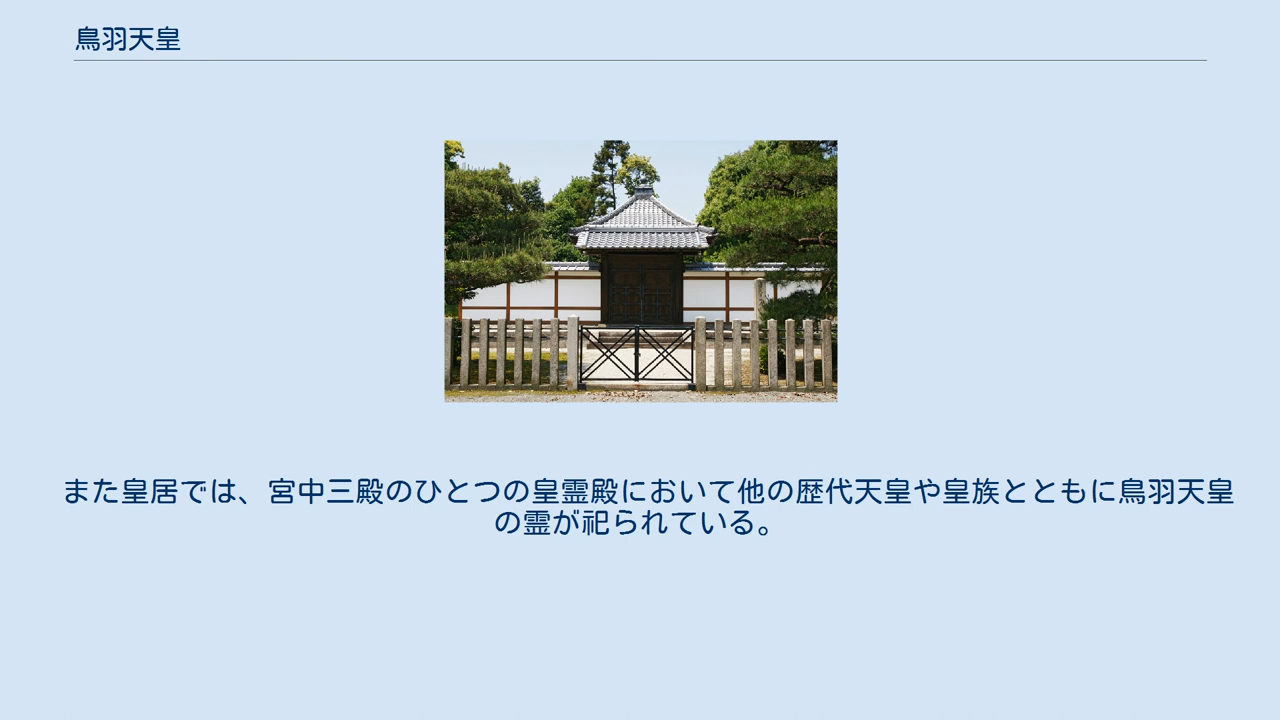 鳥羽天皇
また皇居では、宮中三殿のひとつの皇霊殿において他の歴代天皇や皇族とともに鳥羽天皇
の霊が祀られている。